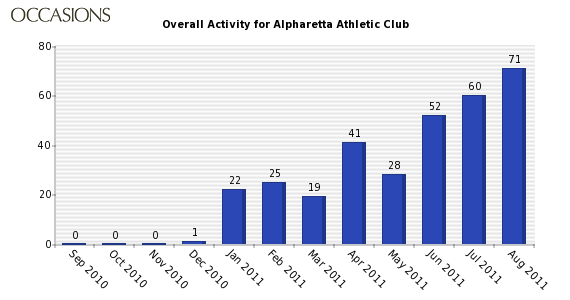 OCCASIONS
Overall Activity for Alpharetta Athletic Club
80
60
40
20
0
0
0
0
1
22
25
19
41
28
52
60
71
Sep 2010
Oct 2010
Nov 2010
Dec 2010
Jan 2011
Feb 2011
Mar 2011
Apr 2011
May 2011
Jun 2011
Jul 2011
Aug 2011